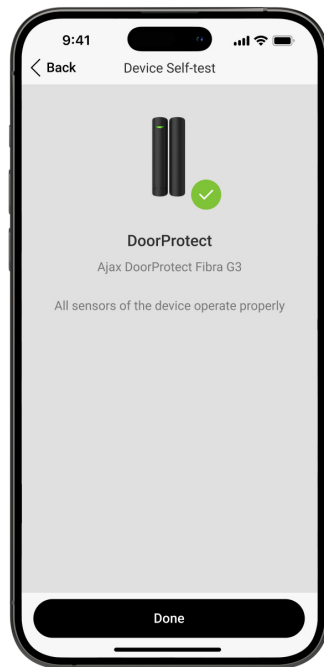 9:41
Back
Device Self-test
DoorProtect
Ajax DoorProtect Fibra G3
All sensors of the device operate properly
Done